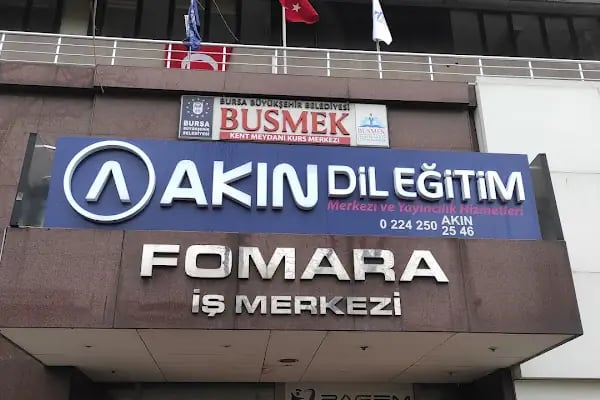 BURSA BÜYÜKŞEHİR BELEDİYESİ
BURSA
BÜYÜKŞEHİR
BELEDİYESİ
BUSMEK
KENT MEYDANI KURS MERKEZİ
BUSMEK
AKIN DİL EĞİTİM
Merkezi ve Yayıncılık Hizmetleri
0 224 250 AKIN
25 46
FOMARA
İŞ MERKEZİ